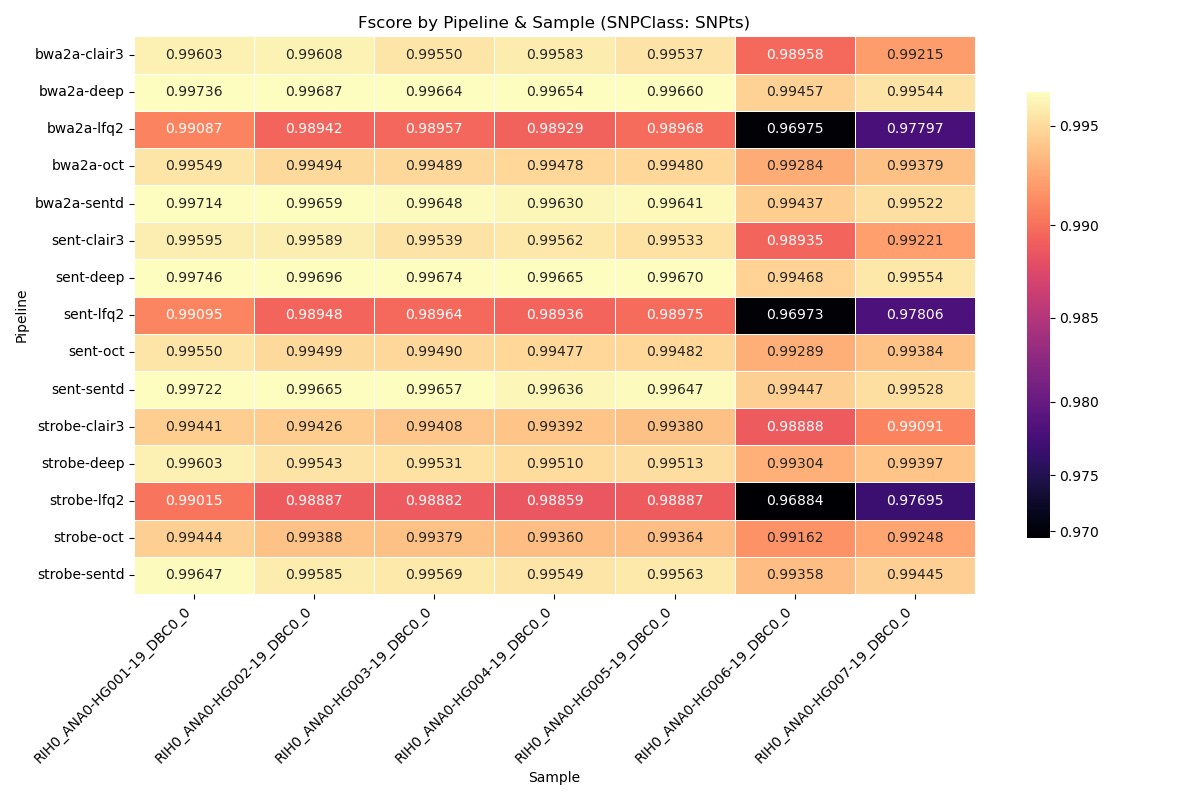 Fscore by Pipeline & Sample (SNPClass: SNPts)
Pipeline
bwa2a-clair3 0.99603 0.99608 0.99550 0.99583 0.99537 0.98958 0.99215
bwa2a-deep 0.99736 0.99687 0.99664 0.99654 0.99660 0.99457 0.99544
bwa2a-lfq2 0.99087 0.98942 0.98957 0.98929 0.98968 0.96975 0.97797
bwa2a-oct 0.99549 0.99494 0.99489 0.99478 0.99480 0.99284 0.99379
bwa2a-sentd 0.99714 0.99659 0.99648 0.99630 0.99641 0.99437 0.99522
sent-clair3 0.99595 0.99589 0.99539 0.99562 0.99533 0.98935 0.99221
sent-deep 0.99746 0.99696 0.99674 0.99665 0.99670 0.99468 0.99554
sent-lfq2 0.99095 0.98948 0.98964 0.98936 0.98975 0.96973 0.97806
sent-oct 0.99550 0.99499 0.99490 0.99477 0.99482 0.99289 0.99384
sent-sentd 0.99722 0.99665 0.99657 0.99636 0.99647 0.99447 0.99528
strobe-clair3 0.99441 0.99426 0.99408 0.99392 0.99380 0.98888 0.99091
strobe-deep 0.99603 0.99543 0.99531 0.99510 0.99513 0.99304 0.99397
strobe-lfq2 0.99015 0.98887 0.98882 0.98859 0.98887 0.96884 0.97695
strobe-oct 0.99444 0.99388 0.99379 0.99360 0.99364 0.99162 0.99248
strobe-sentd 0.99647 0.99585 0.99569 0.99549 0.99563 0.99358 0.99445
RIH0_ANA0-HG001-19_DBC0_0
RIH0_ANA0-HG002-19_DBC0_0
RIH0_ANA0-HG003-19_DBC0_0
RIH0_ANA0-HG004-19_DBC0_0
RIH0_ANA0-HG005-19_DBC0_0
RIH0_ANA0-HG006-19_DBC0_0
RIH0_ANA0-HG007-19_DBC0_0
Sample
0.995
0.990
0.985
0.980
0.975
0.970